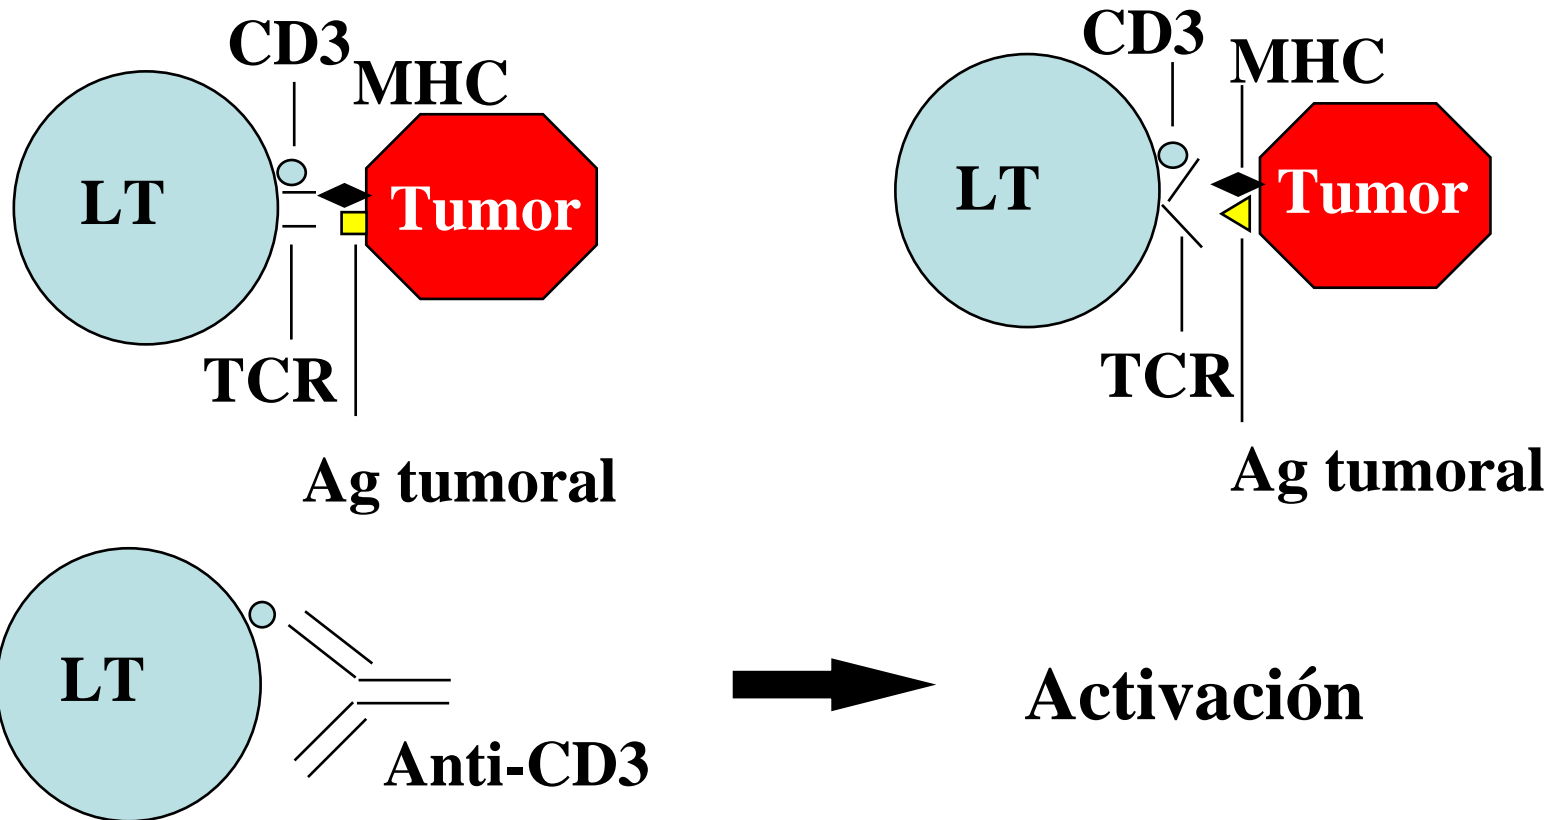 CD3
MHC
LT
Tumor
TCR
Ag tumoral
CD3
MHC
LT
Tumor
TCR
Ag tumoral
LT
Anti-CD3
Activación